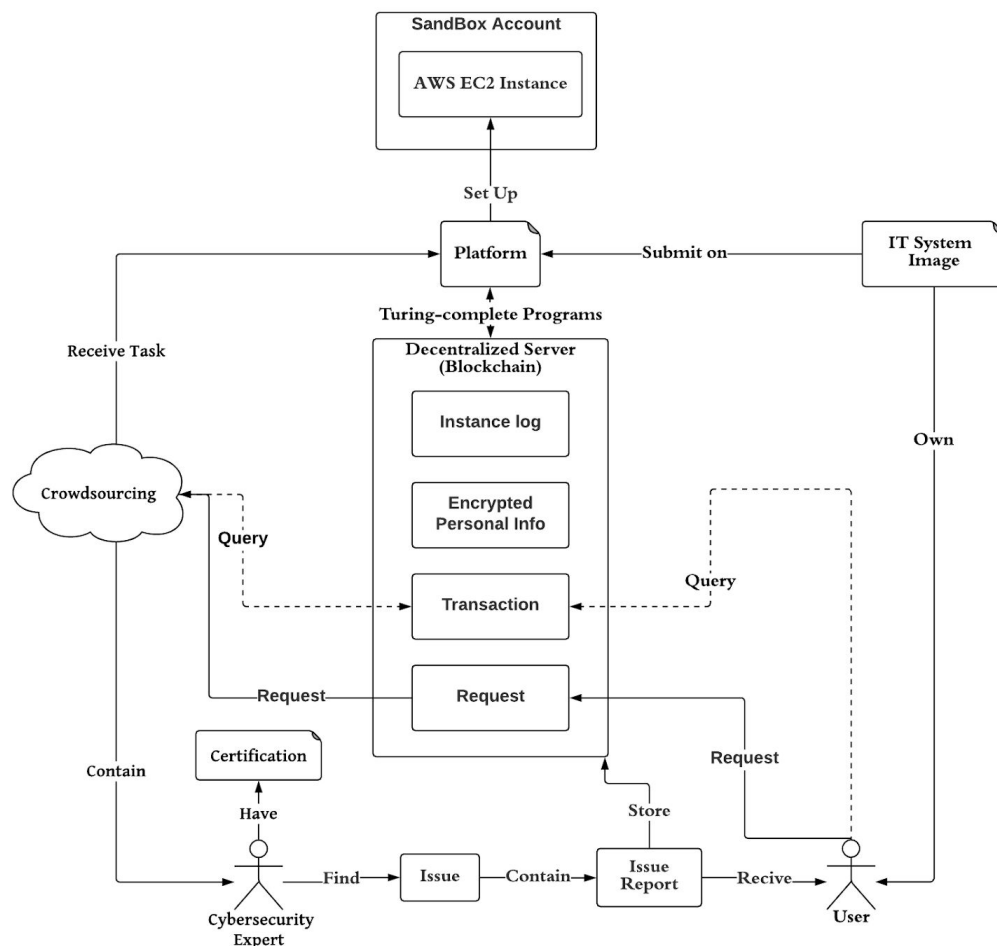 SandBox Account
AWS EC2 Instance
Set Up
Platform
Submit on
IT System
Image
Turing-complete Programs
Receive Task
Decentralized Server
(Blockchain)
Instance log
Own
Crowdsourcing
Encrypted
Personal Info
Query
Query
Transaction
Request
Request
Request
Certification
Contain
Have
Store
Find
Issue
Contain
Issue
Report
Recive
Cybersecurity
Expert
User